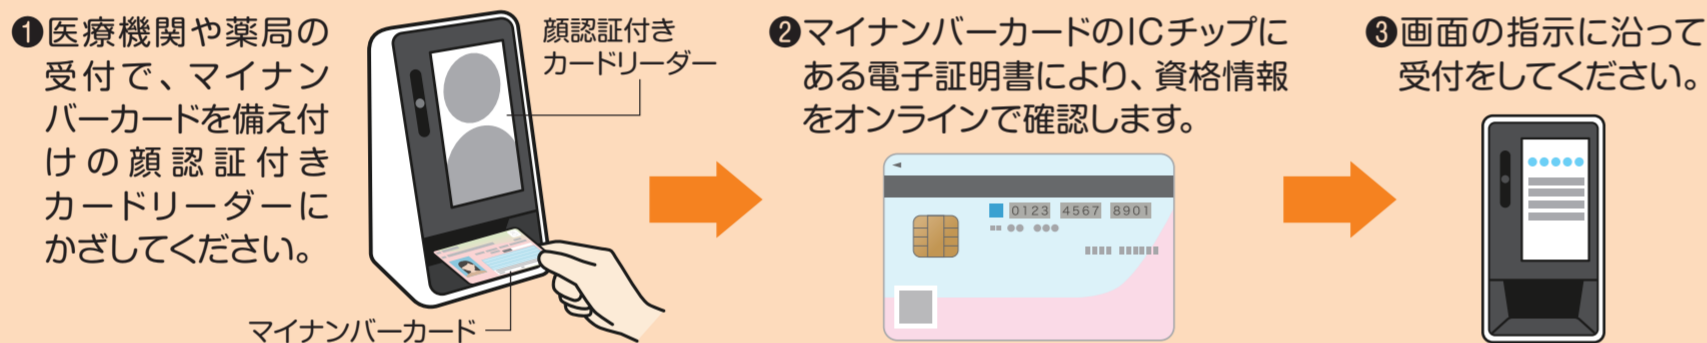 ❶医療機関や薬局の
受付で、マイナン
バーカードを備え付
けの顔認証付き
カードリーダーに
かざしてください。
顔認証付き
カードリーダー
マイナンバーカード
❷マイナンバーカードのICチップに
ある電子証明書により、資格情報
をオンラインで確認します。
0123 4567 8901
❸画面の指示に沿って
受付をしてください。